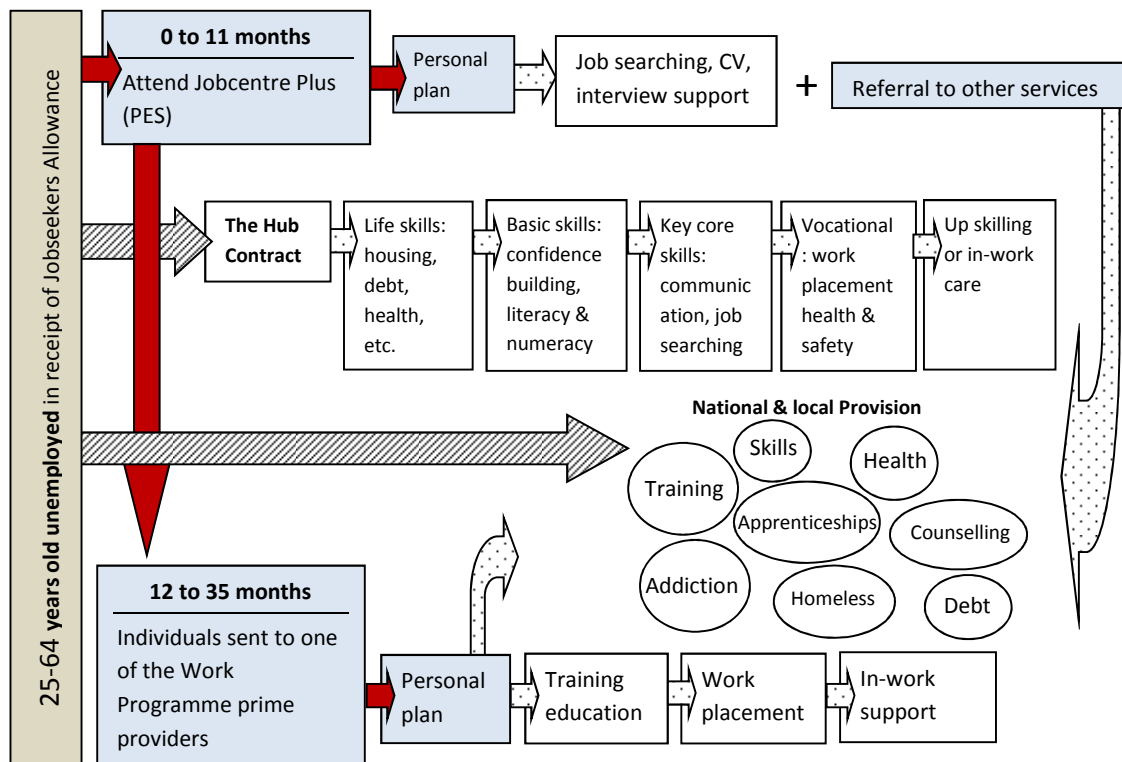 25-64 years old unemployed in receipt of Jobseekers Allowance
0 to 11 months
Attend Jobcentre Plus
(PES)
Personal
plan
Job searching, CV,
interview support
+
Referral to other services
The Hub
Contract
Life skills:
housing,
debt,
health,
etc.
Basic skills:
confidence
building,
literacy &
numeracy
Key core
skills:
communic
ation, job
searching
Vocational
: work
placement
health &
safety
Up skilling
or in-work
care
National & local Provision
Skills
Health
Training
Apprenticeships
Counselling
Addiction
Homeless
Debt
12 to 35 months
Individuals sent to one
of the Work
Programme prime
providers
Personal
plan
Training
education
Work
placement
In-work
support